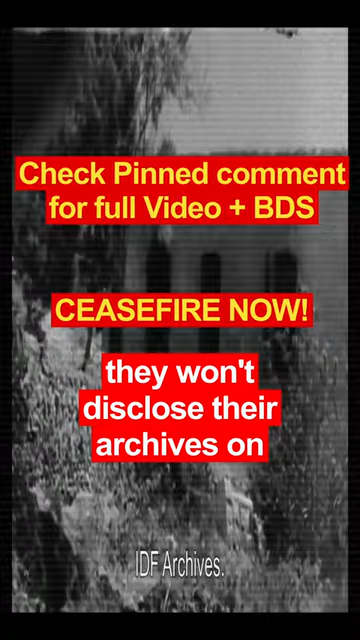 Check Pinned comment
for full Video + BDS
CEASEFIRE NOW!
they won't
disclose their
archives on
IDF Archives.